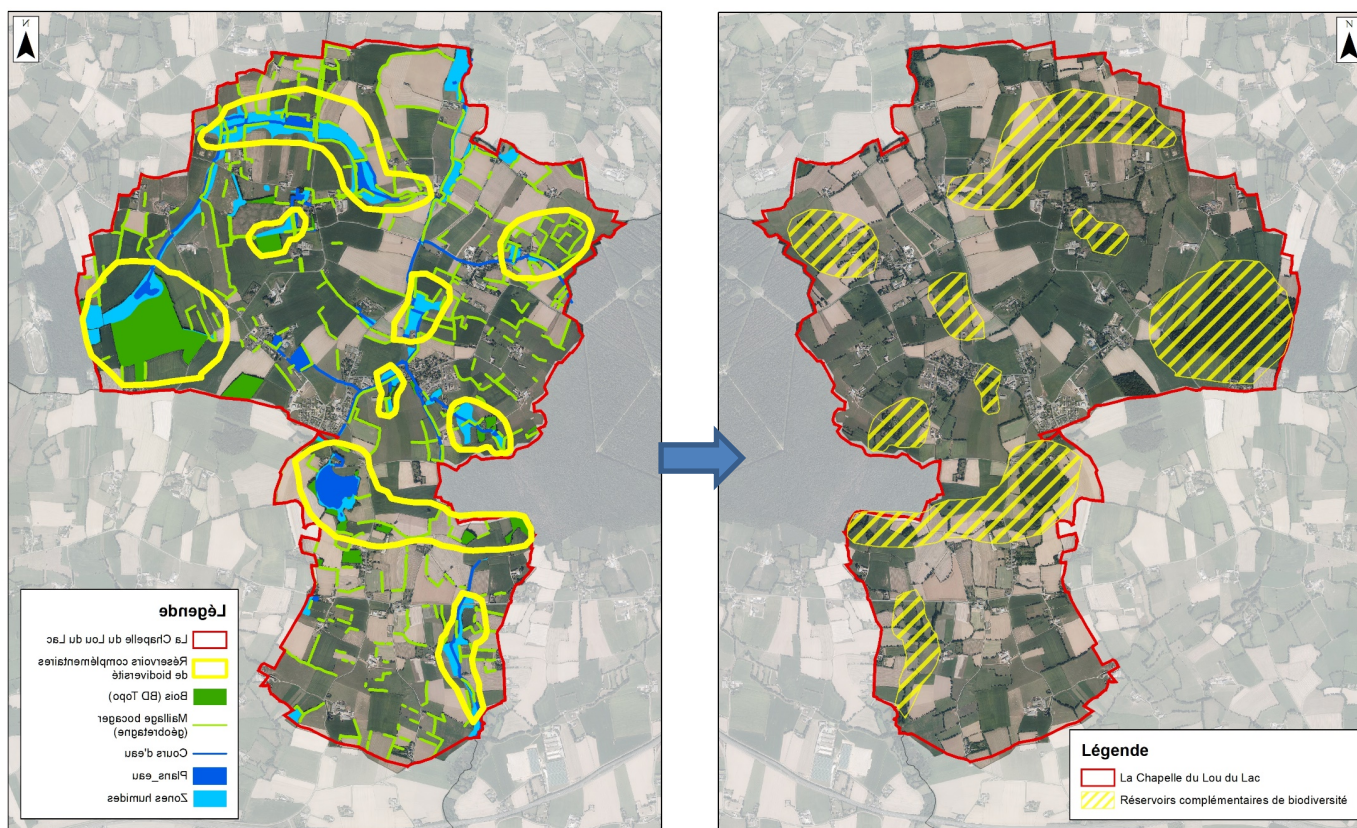 N
Légende
La Chapelle du Lou du Lac
Réservoirs complémentaires
de biodiversité
Bois (BD Topo)
Maillage bocager
(géobretagne)
Cours d'eau
Plans_eau
Zones humides
N
Légende
La Chapelle du Lou du Lac
Réservoirs complémentaires de biodiversité